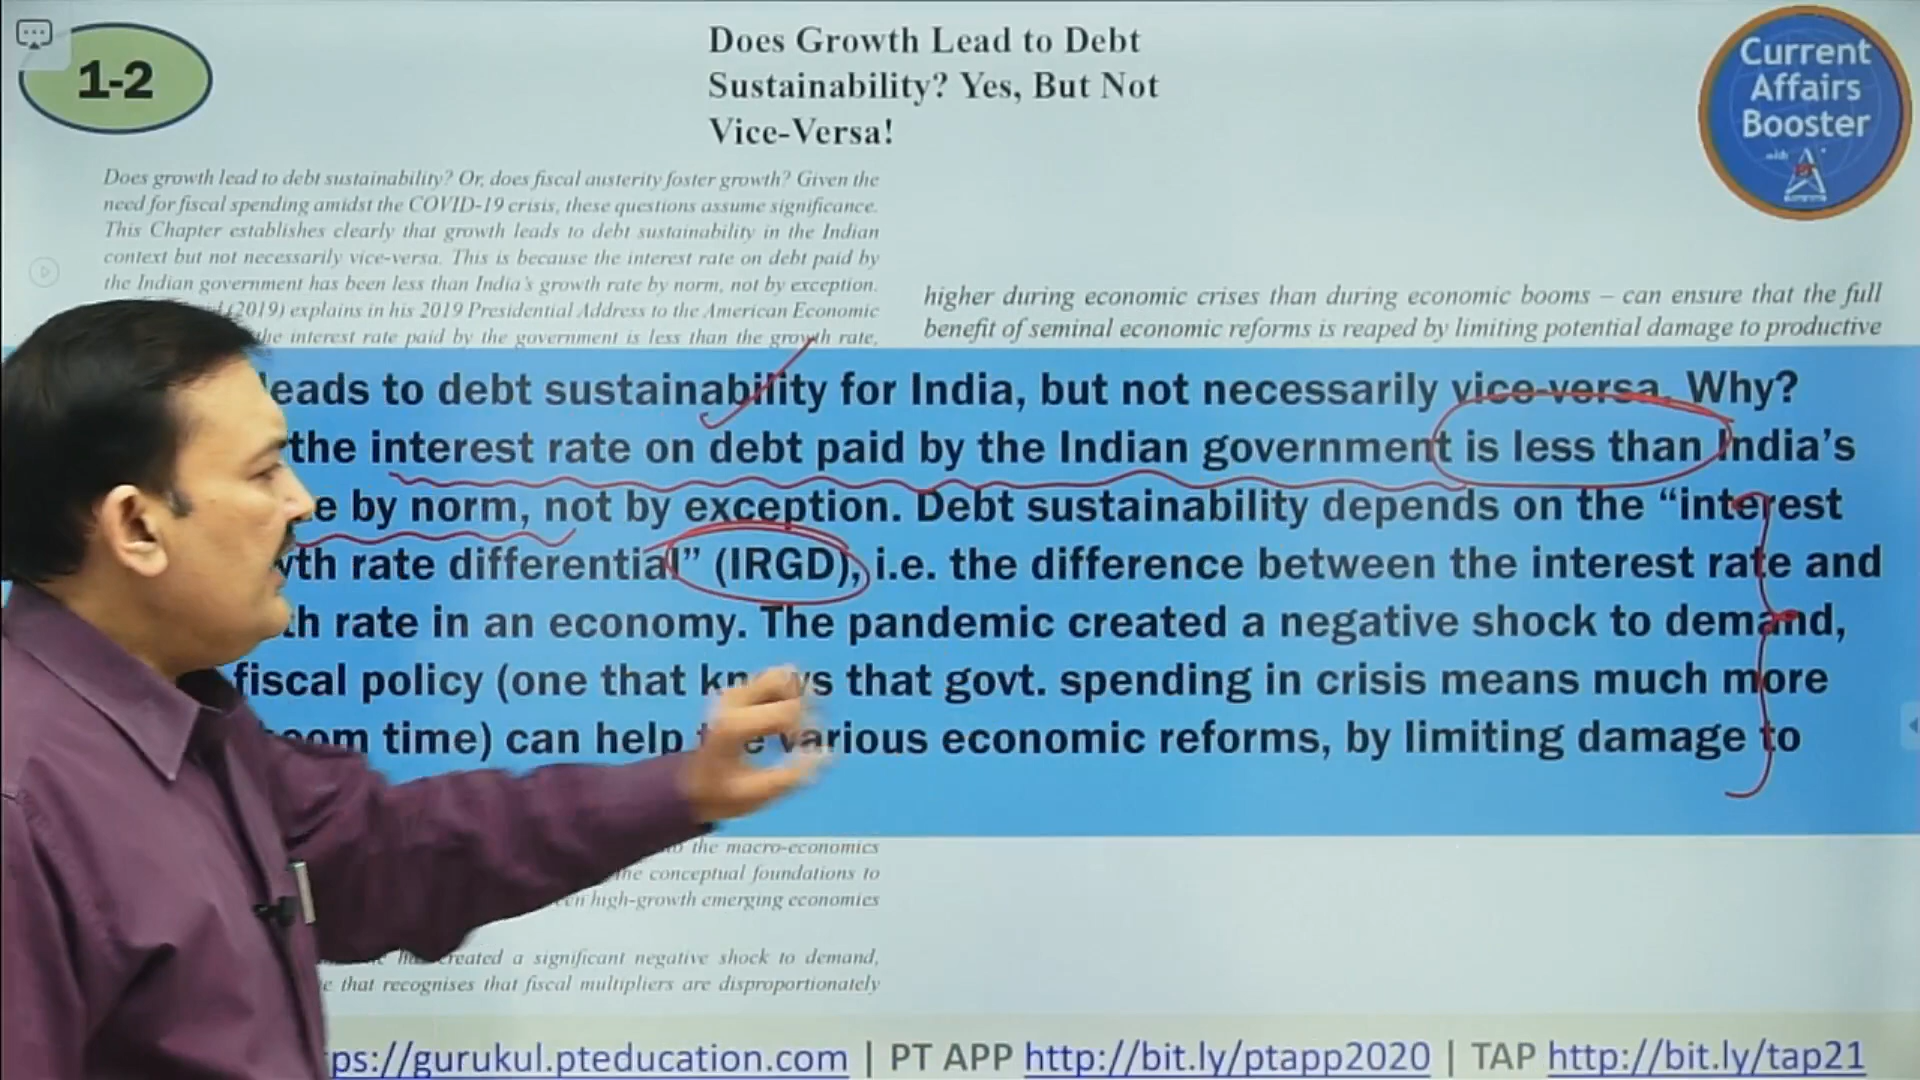 1-2
Does Growth Lead to Debt
Sustainability? Yes, But Not
Vice-Versa!
Current
Affairs
Booster
with
PT
Does growth lead to debt sustainability? Or, does fiscal austerity foster growth? Given the
need for fiscal spending amidst the COVID-19 crisis, these questions assume significance.
This Chapter establishes clearly that growth leads to debt sustainability in the Indian
context but not necessarily vice-versa. This is because the interest rate on debt paid by
the Indian government has been less than India's growth rate by norm, not by exception.
(2019) explains in his 2019 Presidential Address to the American Economic
the interest rate paid by the government is less than the growth rate,
higher during economic crises than during economic booms – can ensure that the full
benefit of seminal economic reforms is reaped by limiting potential damage to productive
leads to debt sustainability for India, but not necessarily vice-versa. Why?
the interest rate on debt paid by the Indian government is less than India's
by norm, not by exception. Debt sustainability depends on the “interest
rate differential” (IRGD), i.e. the difference between the interest rate and
rate in an economy. The pandemic created a negative shock to demand,
fiscal policy (one that knows that govt. spending in crisis means much more
time) can help the various economic reforms, by limiting damage to
the macro-economics
the conceptual foundations to
high-growth emerging economies
created a significant negative shock to demand,
that recognises that fiscal multipliers are disproportionately
ps://gurukul.pteducation.com | PT APP http://bit.ly/ptapp2020 | TAP http://bit.ly/tap21